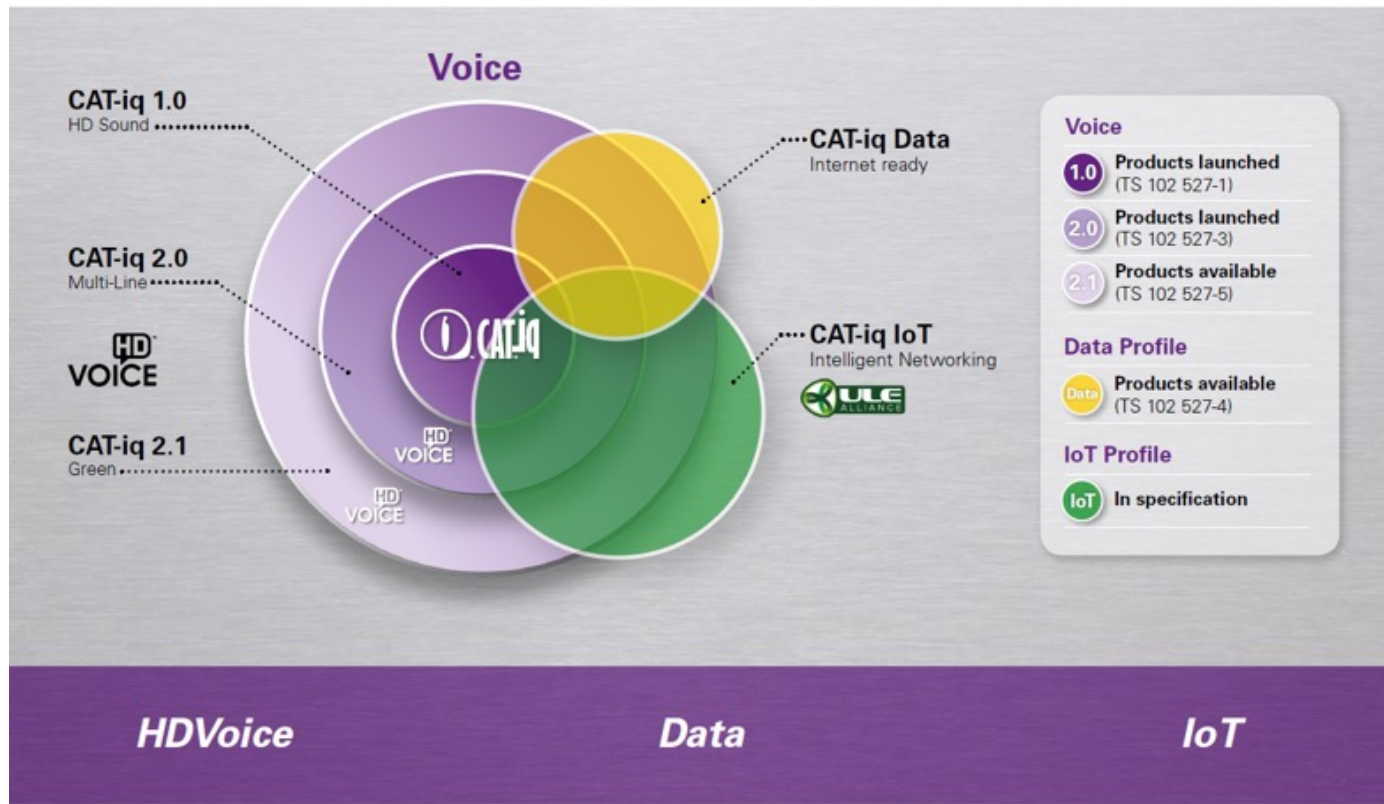 Voice
CAT-iq 1.0
HD Sound
CAT-iq 2.0
Multi-Line
HD
VOICE
CAT-iq 2.1
Green
CAT.iq
HD
VOICE
HD
VOICE
CAT-iq Data
Internet ready
CAT-iq IoT
Intelligent Networking
ULE
ALLIANCE
Voice
1.0
Products launched
(TS 102 527-1)
2.0
Products launched
(TS 102 527-3)
2.1
Products available
(TS 102 527-5)
Data Profile
Data
Products available
(TS 102 527-4)
IoT Profile
IoT
In specification
HDVoice
Data
IoT